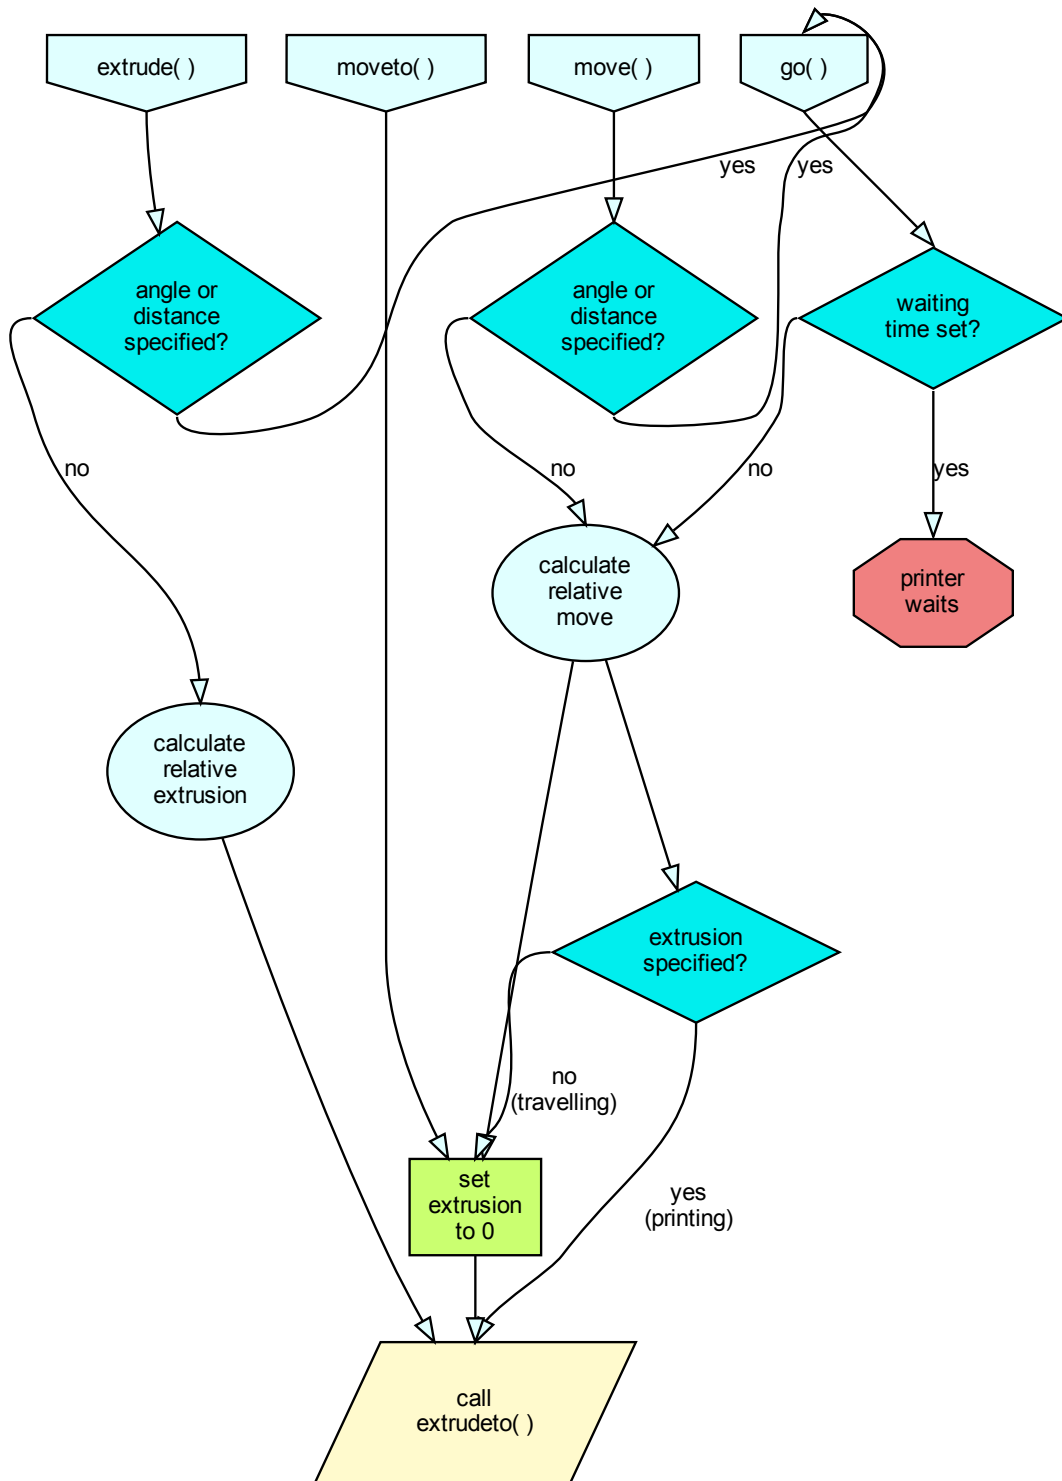 extrude( )
moveto( )
move( )
go( )
yes
yes
angle or
distance
specified?
angle or
distance
specified?
waiting
time set?
no
no
no
yes
calculate
relative
move
printer
waits
calculate
relative
extrusion
extrusion
specified?
no
(travelling)
set
extrusion
to 0
yes
(printing)
call
extrudeto( )